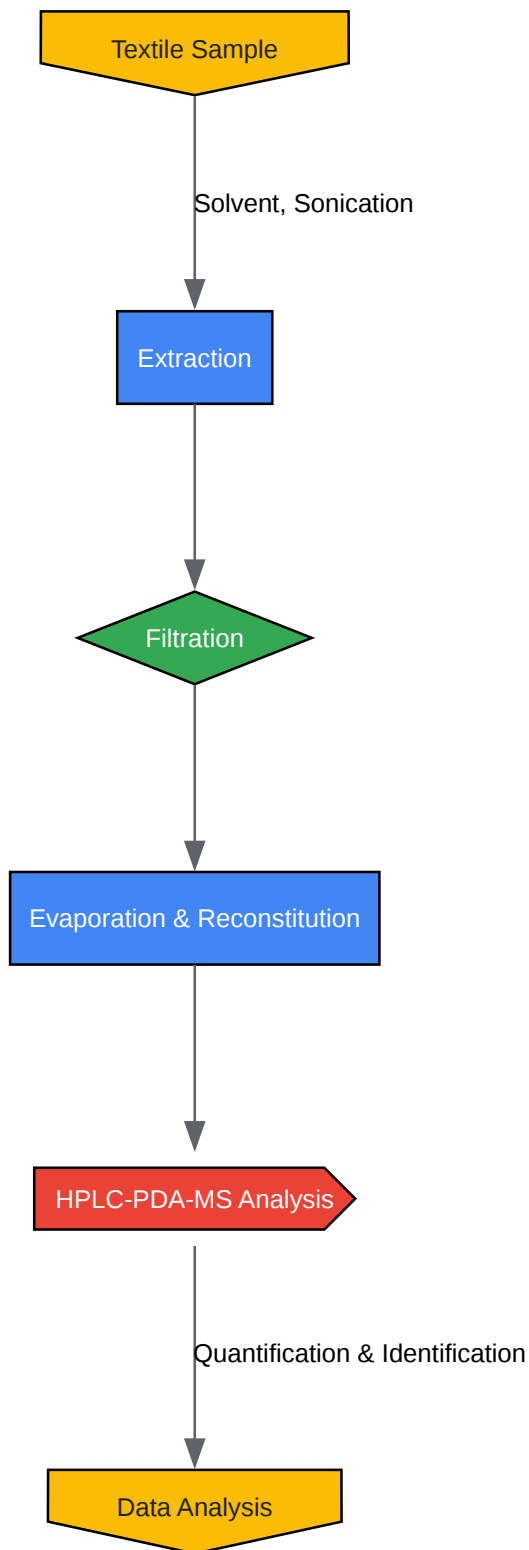 Textile Sample
Solvent, Sonication
Extraction
Filtration
Evaporation & Reconstitution
HPLC-PDA-MS Analysis
Quantification & Identification
Data Analysis